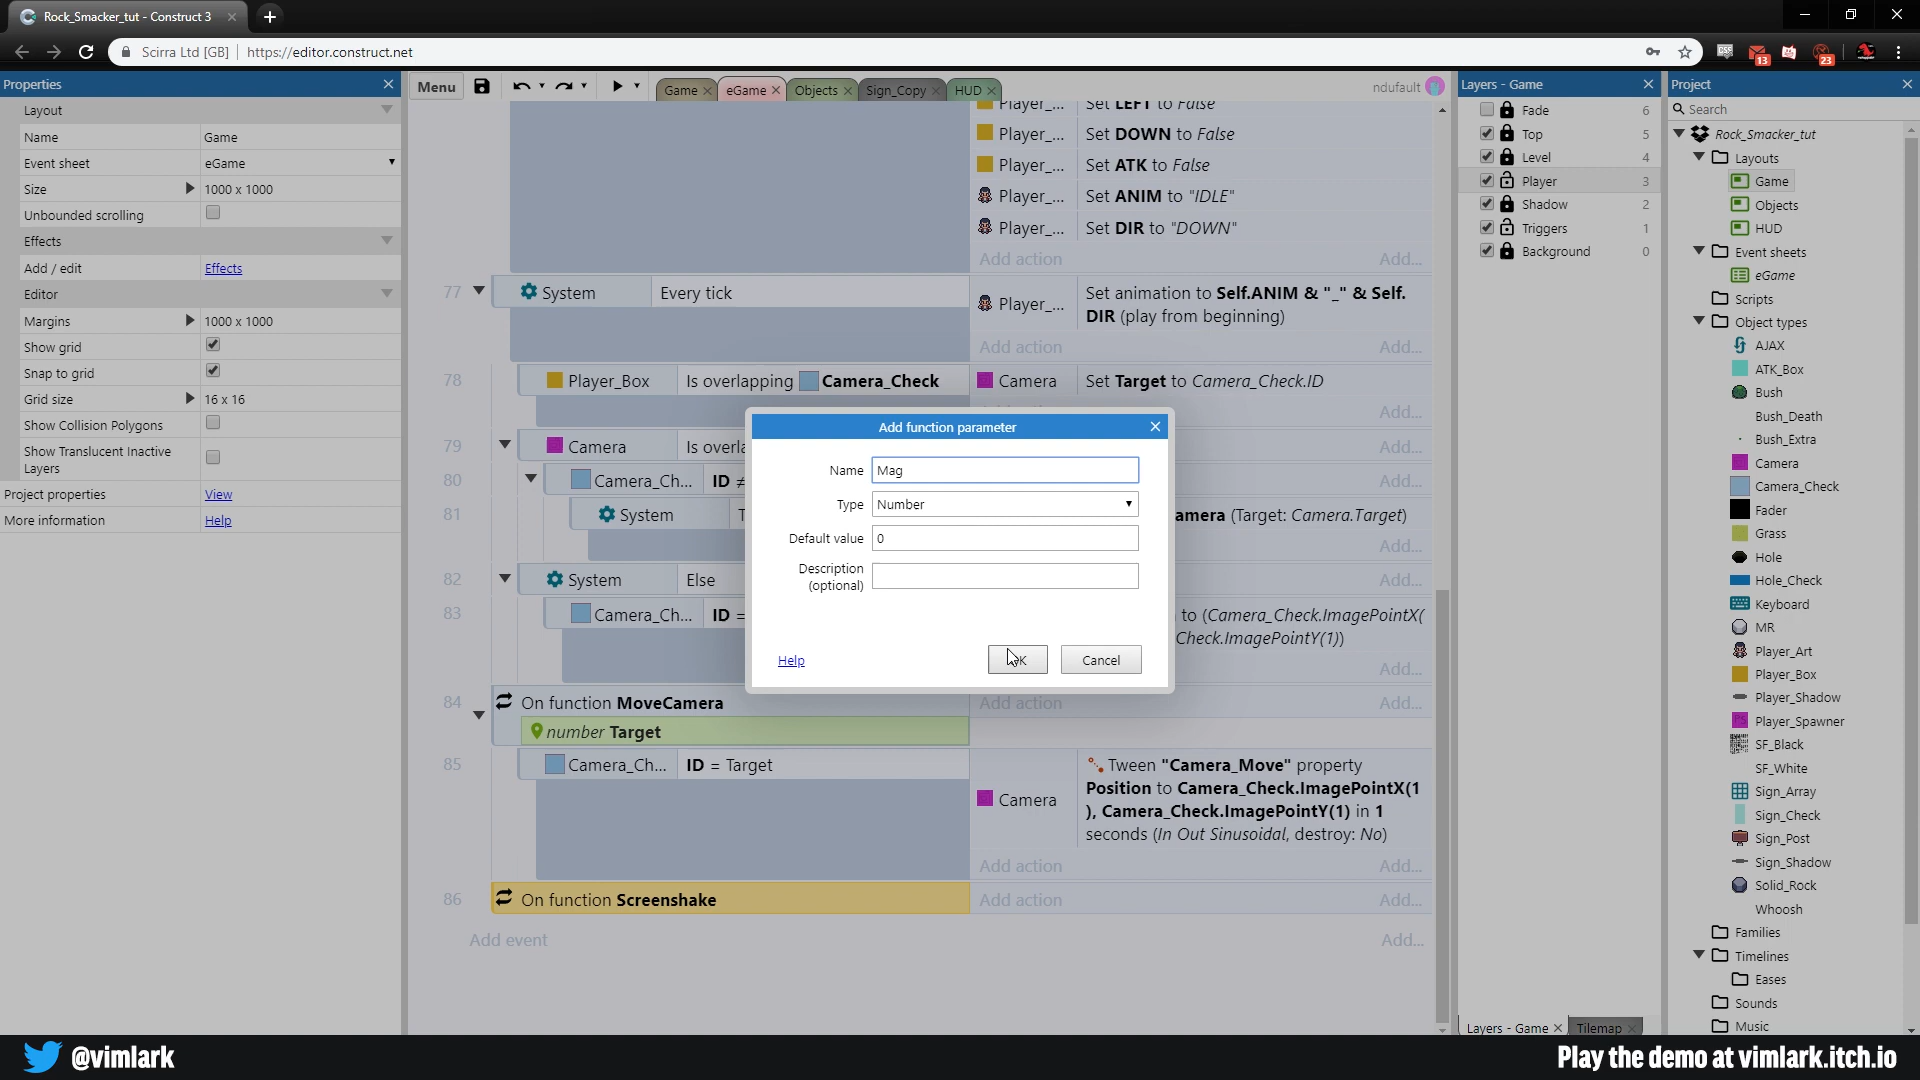 Rock_Smacker_tut - Construct 3
Scirra Ltd [GB] https://editor.construct.net
13
23
Properties
Layout
Name Game
Event sheet eGame
Size 1000 x 1000
Unbounded scrolling
Effects
Add / edit Effects
Editor
Margins 1000 x 1000
Show grid
Snap to grid
Grid size 16 x 16
Show Collision Polygons
Show Translucent Inactive
Layers
Project properties View
More information Help
Menu
Game
eGame
Objects
Sign_Copy
HUD
ndufault
Player_... Set LEFT to False
Player_... Set DOWN to False
Player_... Set ATK to False
Player_... Set ANIM to "IDLE"
Player_... Set DIR to "DOWN"
Add action Add...
77 System Every tick
Player_... Set animation to Self.ANIM & "_" & Self.
DIR (play from beginning)
Add action Add...
78 Player_Box Is overlapping Camera_Check Camera Set Target to Camera_Check.ID
Add...
79 Camera Is overla Add...
80 Camera_Ch... ID ≠ Add...
81 System T amera (Target: Camera.Target)
Add...
82 System Else Add...
83 Camera_Ch... ID = to (Camera_Check.ImagePointX(
Check.ImagePointY(1))
Add...
84 On function MoveCamera Add action Add...
number Target
85 Camera_Ch... ID = Target
Camera Tween "Camera_Move" property
Position to Camera_Check.ImagePointX(1
), Camera_Check.ImagePointY(1) in 1
seconds (In Out Sinusoidal, destroy: No)
Add action Add...
86 On function Screenshake Add action Add...
Add event Add...
Add function parameter
Name Mag
Type Number
Default value 0
Description
(optional)
Help Cancel
Layers - Game
Fade 6
Top 5
Level 4
Player 3
Shadow 2
Triggers 1
Background 0
Layers - Game Tilemap
Project
Search
Rock_Smacker_tut
Layouts
Game
Objects
HUD
Event sheets
eGame
Scripts
Object types
AJAX
ATK_Box
Bush
Bush_Death
Bush_Extra
Camera
Camera_Check
Fader
Grass
Hole
Hole_Check
Keyboard
MR
Player_Art
Player_Box
Player_Shadow
Player_Spawner
SF_Black
SF_White
Sign_Array
Sign_Check
Sign_Post
Sign_Shadow
Solid_Rock
Whoosh
Families
Timelines
Eases
Sounds
Music
@vimlark
Play the demo at vimlark.itch.io